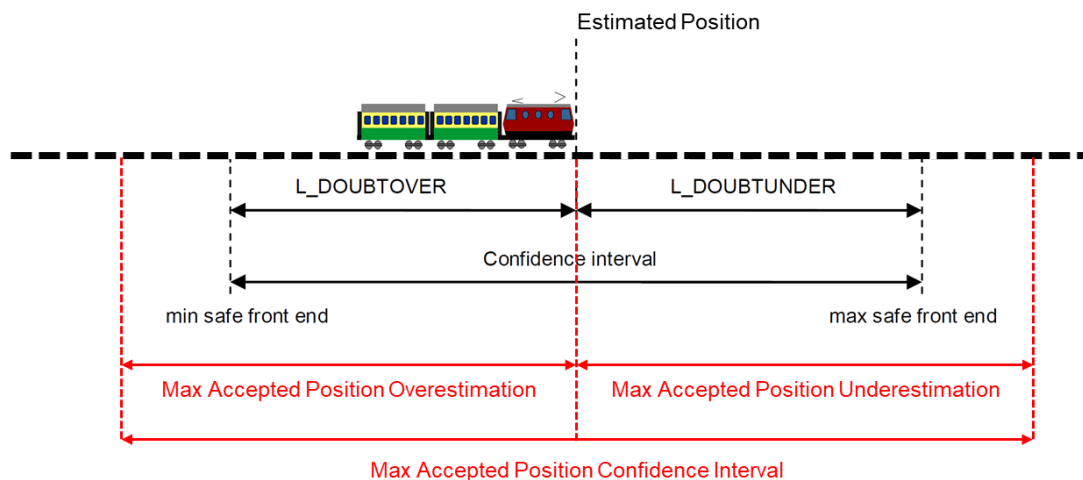 Estimated Position
L_DOUBTOVER
L_DOUBTUNDER
Confidence interval
min safe front end
max safe front end
Max Accepted Position Overestimation
Max Accepted Position Underestimation
Max Accepted Position Confidence Interval